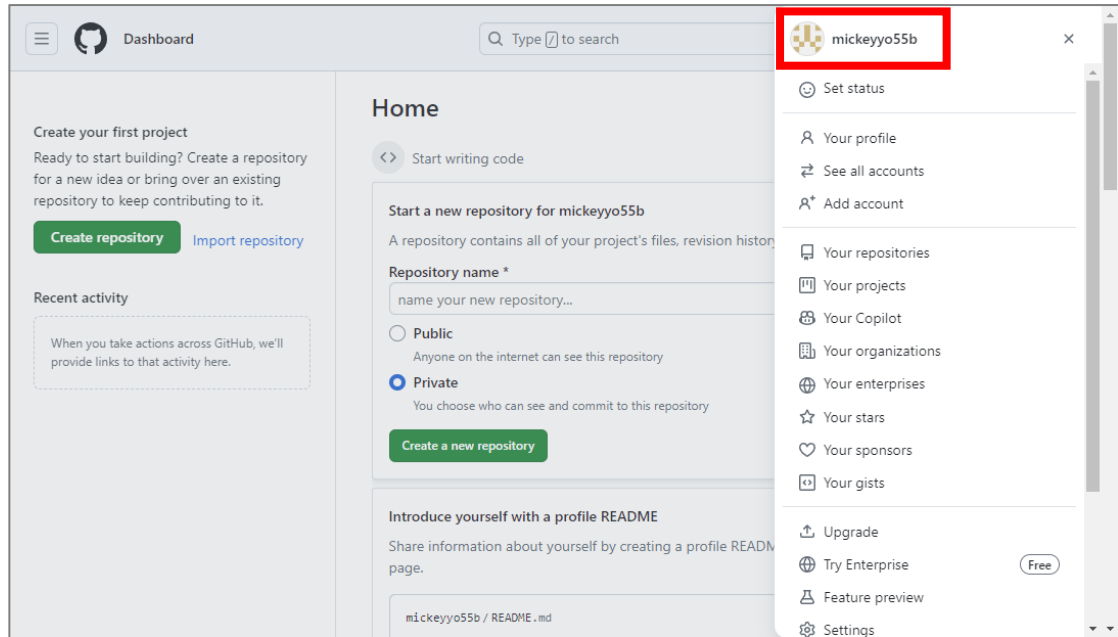 Dashboard
Type / to search
mickeyyo55b
Create your first project
Ready to start building? Create a repository
for a new idea or bring over an existing
repository to keep contributing to it.
Create repository
Import repository
Recent activity
When you take actions across GitHub, we'll
provide links to that activity here.
Home
Start writing code
Start a new repository for mickeyyo55b
A repository contains all of your project's files, revision history
Repository name *
name your new repository...
Public
Anyone on the internet can see this repository
Private
You choose who can see and commit to this repository
Create a new repository
Introduce yourself with a profile README
Share information about yourself by creating a profile READM
page.
mickeyyo55b / README.md
Set status
Your profile
See all accounts
Add account
Your repositories
Your projects
Your Copilot
Your organizations
Your enterprises
Your stars
Your sponsors
Your gists
Upgrade
Try Enterprise
Free
Feature preview
Settings